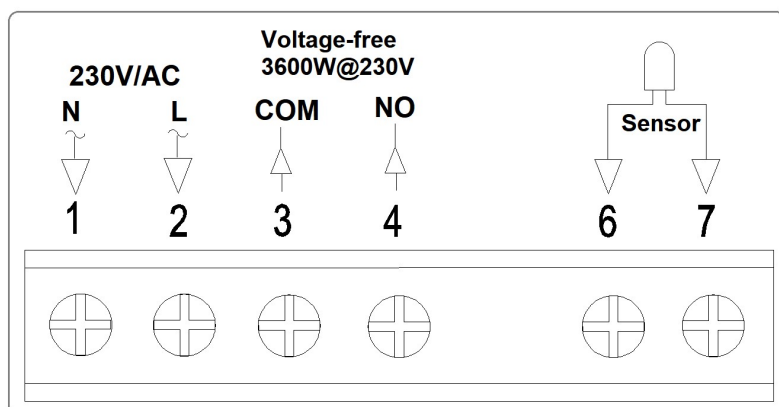 Voltage-free
3600W@230V
230V/AC
N L COM NO
Sensor
1 2 3 4 6 7